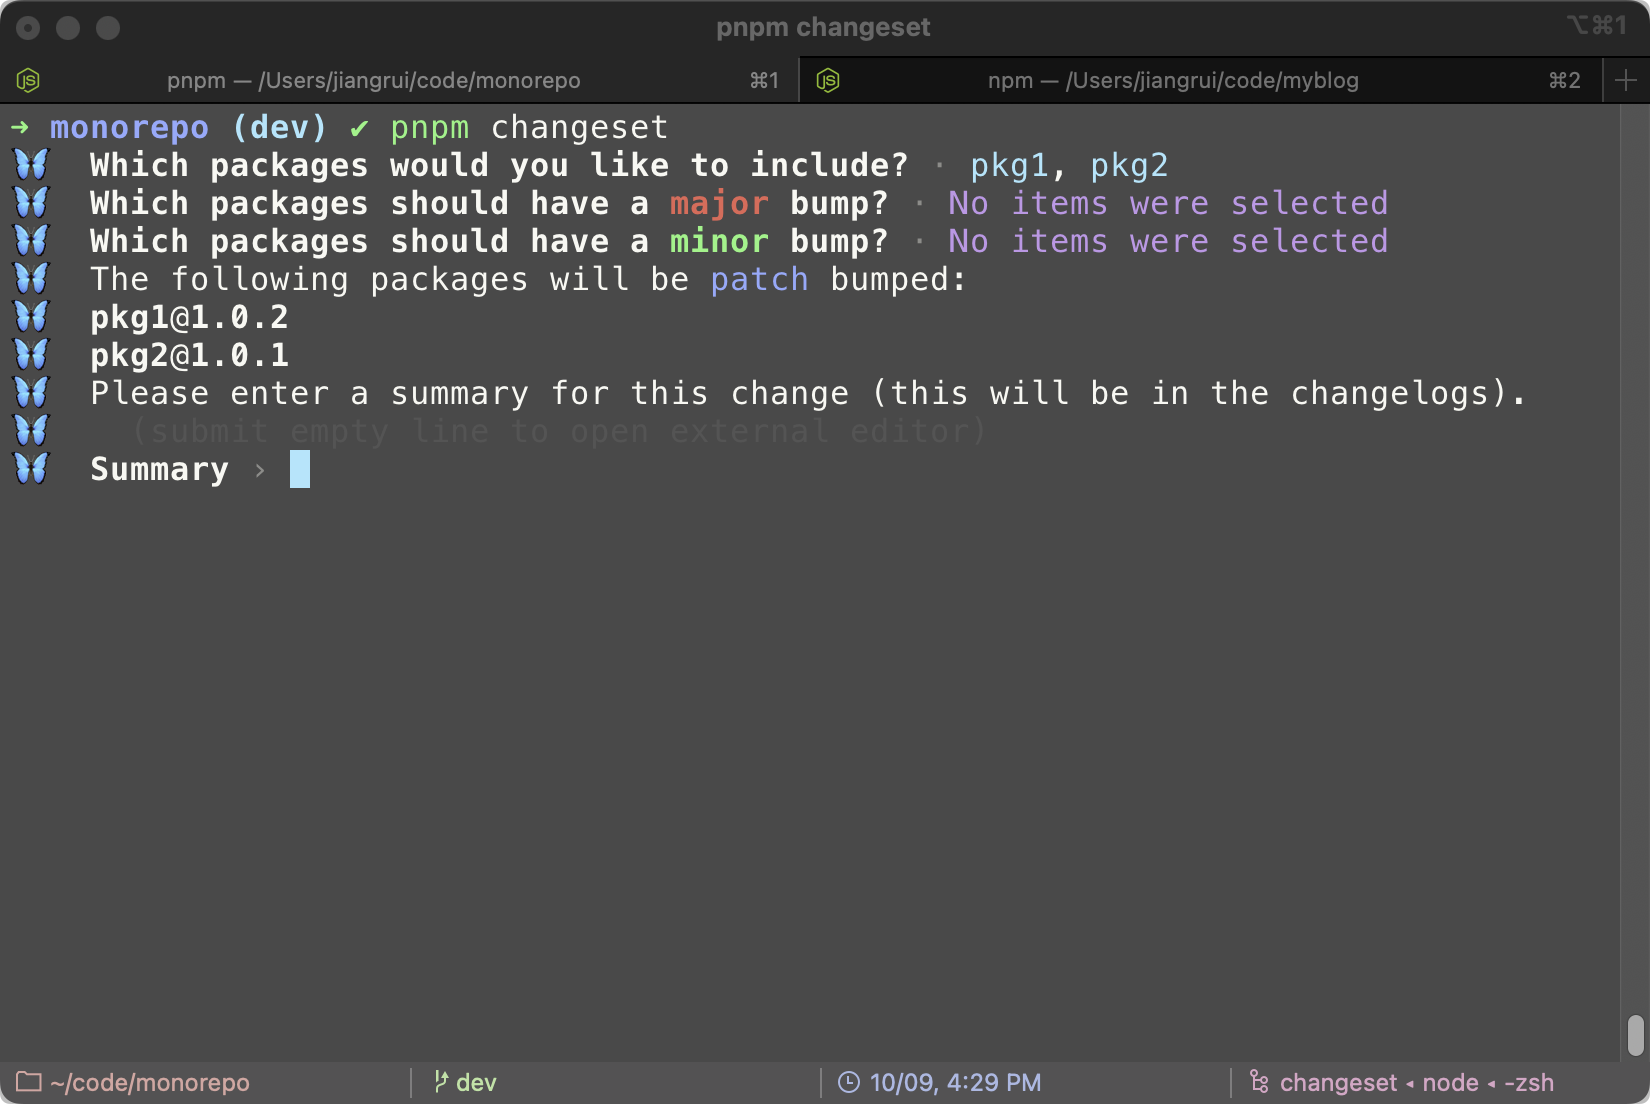 pnpm changeset
⌥⌘1
pnpm — /Users/jiangrui/code/monorepo ⌘1
npm — /Users/jiangrui/code/myblog ⌘2
➜ monorepo (dev) ✔ pnpm changeset
🦋 Which packages would you like to include? · pkg1, pkg2
🦋 Which packages should have a major bump? · No items were selected
🦋 Which packages should have a minor bump? · No items were selected
🦋 The following packages will be patch bumped:
🦋 pkg1@1.0.2
🦋 pkg2@1.0.1
🦋 Please enter a summary for this change (this will be in the changelogs).
🦋 (submit empty line to open external editor)
🦋 Summary ›
~/code/monorepo
dev
10/09, 4:29 PM
changeset ◂ node ◂ -zsh